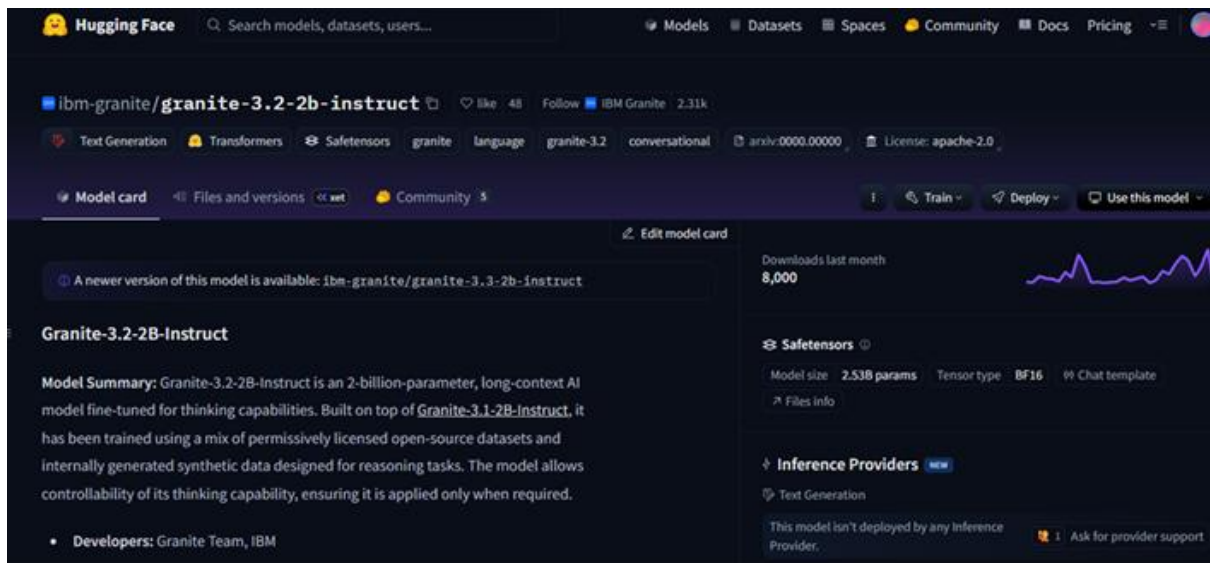 Hugging Face Search models, datasets, users... Models Datasets Spaces Community Docs Pricing
ibm-granite/granite-3.2-2b-instruct like 48 Follow IBM Granite 2.31k
Text Generation Transformers Safetensors granite language granite-3.2 conversational arxiv:0000.00000 License: apache-2.0
Model card Files and versions xet Community 5 Train Deploy Use this model
Edit model card
A newer version of this model is available: ibm-granite/granite-3.3-2b-instruct
Granite-3.2-2B-Instruct
Model Summary: Granite-3.2-2B-Instruct is an 2-billion-parameter, long-context AI
model fine-tuned for thinking capabilities. Built on top of Granite-3.1-2B-Instruct, it
has been trained using a mix of permissively licensed open-source datasets and
internally generated synthetic data designed for reasoning tasks. The model allows
controllability of its thinking capability, ensuring it is applied only when required.
• Developers: Granite Team, IBM
Downloads last month
8,000
Safetensors
Model size 2.53B params Tensor type BF16 Chat template
Files info
Inference Providers NEW
Text Generation
This model isn't deployed by any Inference
Provider.
1 Ask for provider support